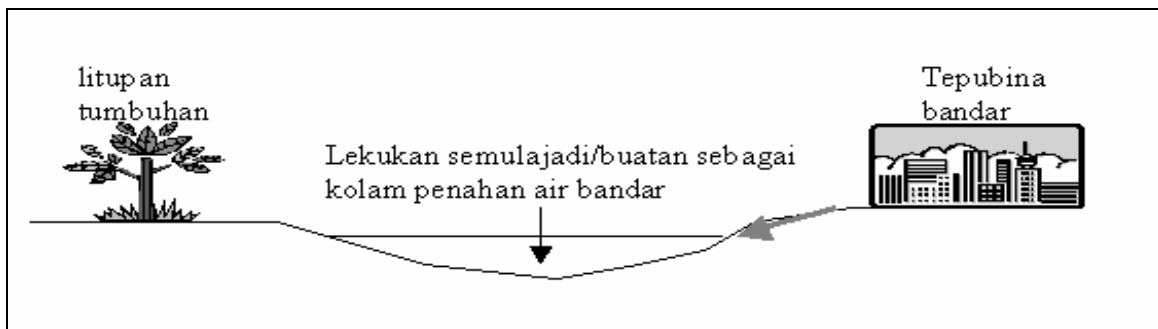 litupan
tumbuhan
Lekukan semulajadi/buatan sebagai
kolam penahan air bandar
Tepubina
bandar